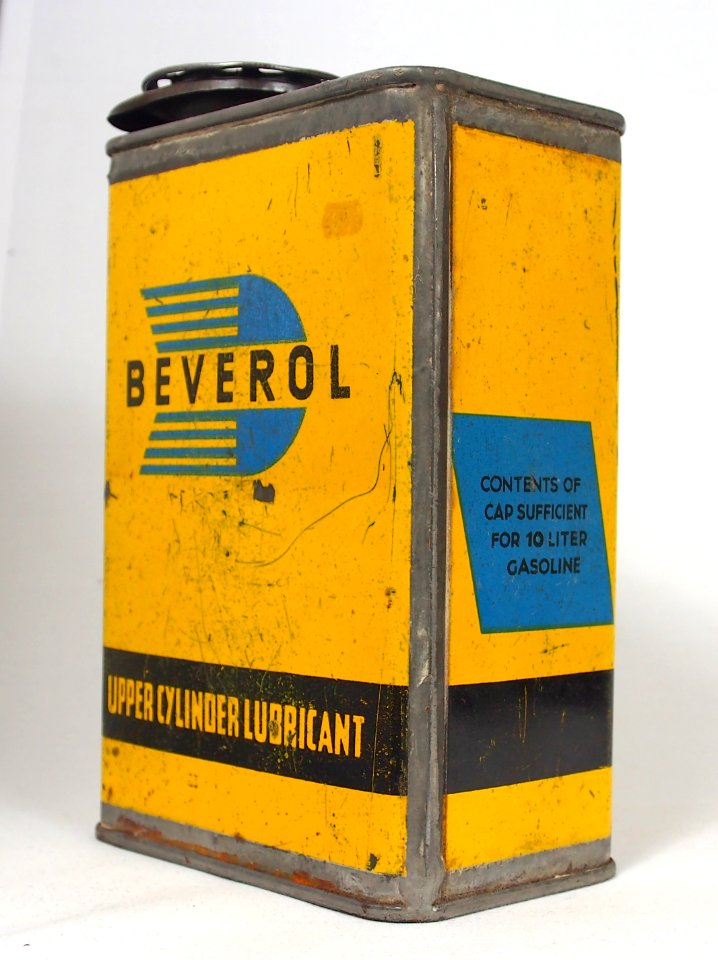 BEVEROL
UPPER CYLINDER LUBRICANT
CONTENTS OF
CAP SUFFICIENT
FOR 10 LITER
GASOLINE